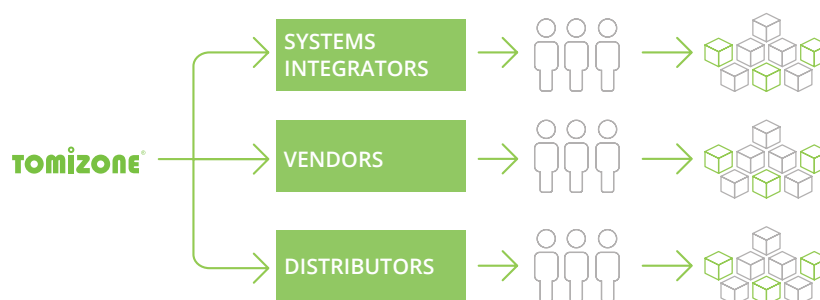 SYSTEMS
INTEGRATORS
TOMIZONE®
VENDORS
DISTRIBUTORS